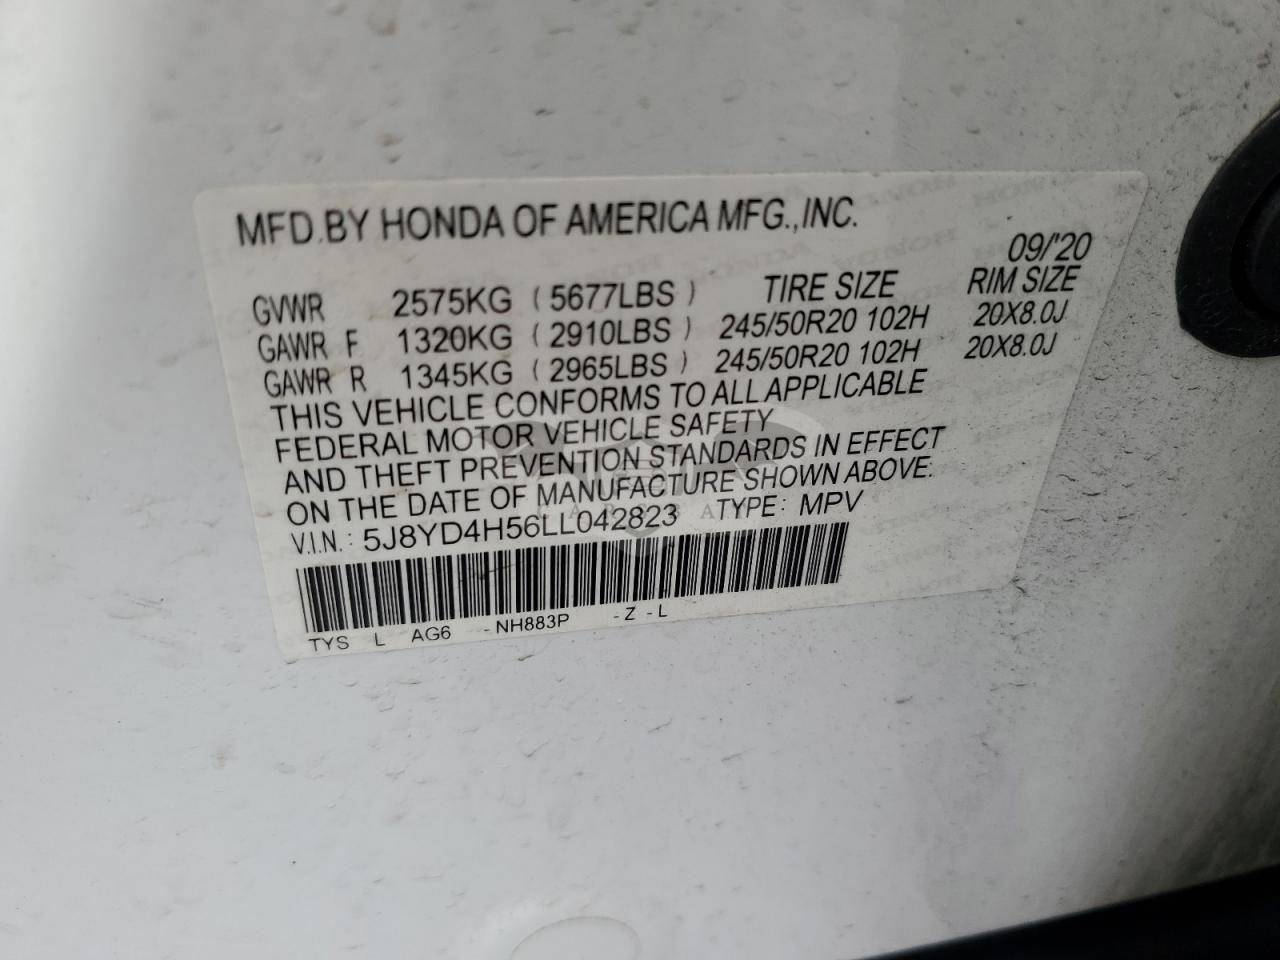 MFD.BY HONDA OF AMERICA MFG.,INC.
09/'20
GVWR 2575KG ( 5677LBS ) TIRE SIZE RIM SIZE
GAWR F 1320KG ( 2910LBS ) 245/50R20 102H 20X8.0J
GAWR R 1345KG ( 2965LBS ) 245/50R20 102H 20X8.0J
THIS VEHICLE CONFORMS TO ALL APPLICABLE
FEDERAL MOTOR VEHICLE SAFETY
AND THEFT PREVENTION STANDARDS IN EFFECT
ON THE DATE OF MANUFACTURE SHOWN ABOVE:
V.I.N.: 5J8YD4H56LL042823 TYPE: MPV
TYS L AG6 -NH883P -Z-L